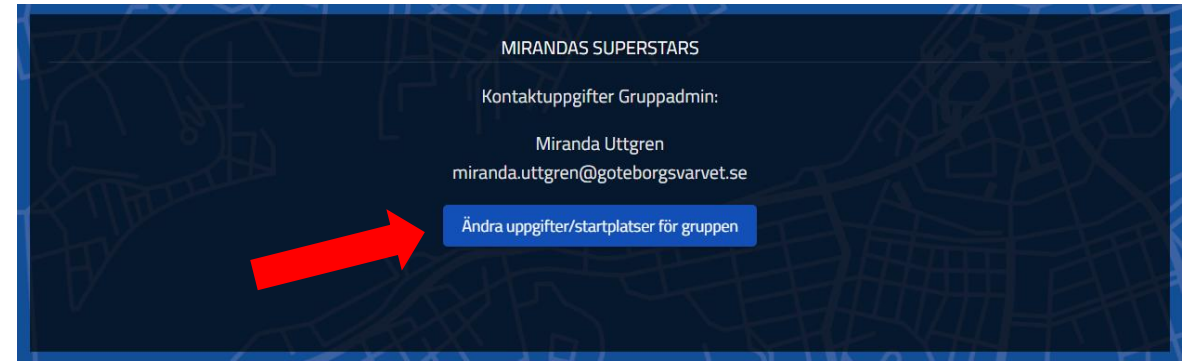 MIRANDAS SUPERSTARS
Kontaktuppgifter Gruppadmin:
Miranda Uttgren
miranda.uttgren@goteborgsvarvet.se
Ändra uppgifter/startplatser för gruppen